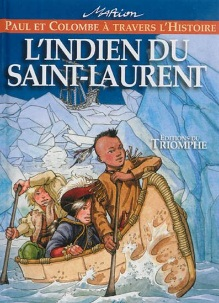 Marion
PAUL ET COLOMBE À TRAVERS L'HISTOIRE
L'INDIEN DU
SAINT-LAURENT
ÉDITIONS DU
TRIOMPHE